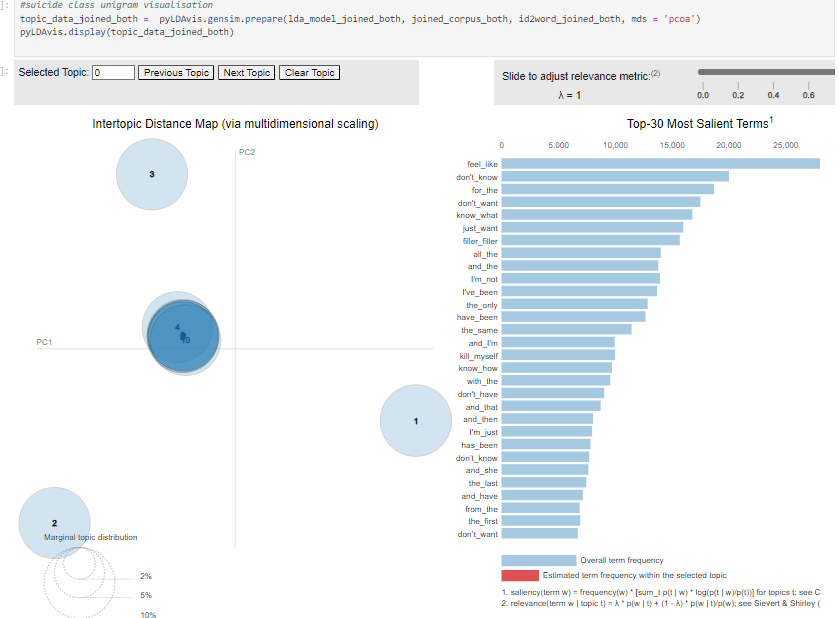 ]:
#suicide class unigram visualisation
topic_data_joined_both = pyLDAvis.gensim.prepare(lda_model_joined_both, joined_corpus_both, id2word_joined_both, mds = 'pcoa')
pyLDAvis.display(topic_data_joined_both)
]:
Selected Topic: 0 Previous Topic Next Topic Clear Topic
Slide to adjust relevance metric:(2)
λ = 1
0.0 0.2 0.4 0.6
Intertopic Distance Map (via multidimensional scaling)
PC2
PC1
3
4
10
1
2
Marginal topic distribution
2%
5%
10%
Top-30 Most Salient Terms1
0 5,000 10,000 15,000 20,000 25,000
feel_like
don't_know
for_the
don't_want
know_what
just_want
filler_filler
all_the
and_the
I'm_not
I've_been
the_only
have_been
the_same
and_I'm
kill_myself
know_how
with_the
don't_have
and_that
and_then
I'm_just
has_been
don't_know
and_she
the_last
and_have
from_the
the_first
don't_want
Overall term frequency
Estimated term frequency within the selected topic
1. saliency(term w) = frequency(w) * [sum_t p(t | w) * log(p(t | w)/p(t))] for topics t; see C
2. relevance(term w | topic t) = λ * p(w | t) + (1 - λ) * p(w | t)/p(w); see Sievert & Shirley (